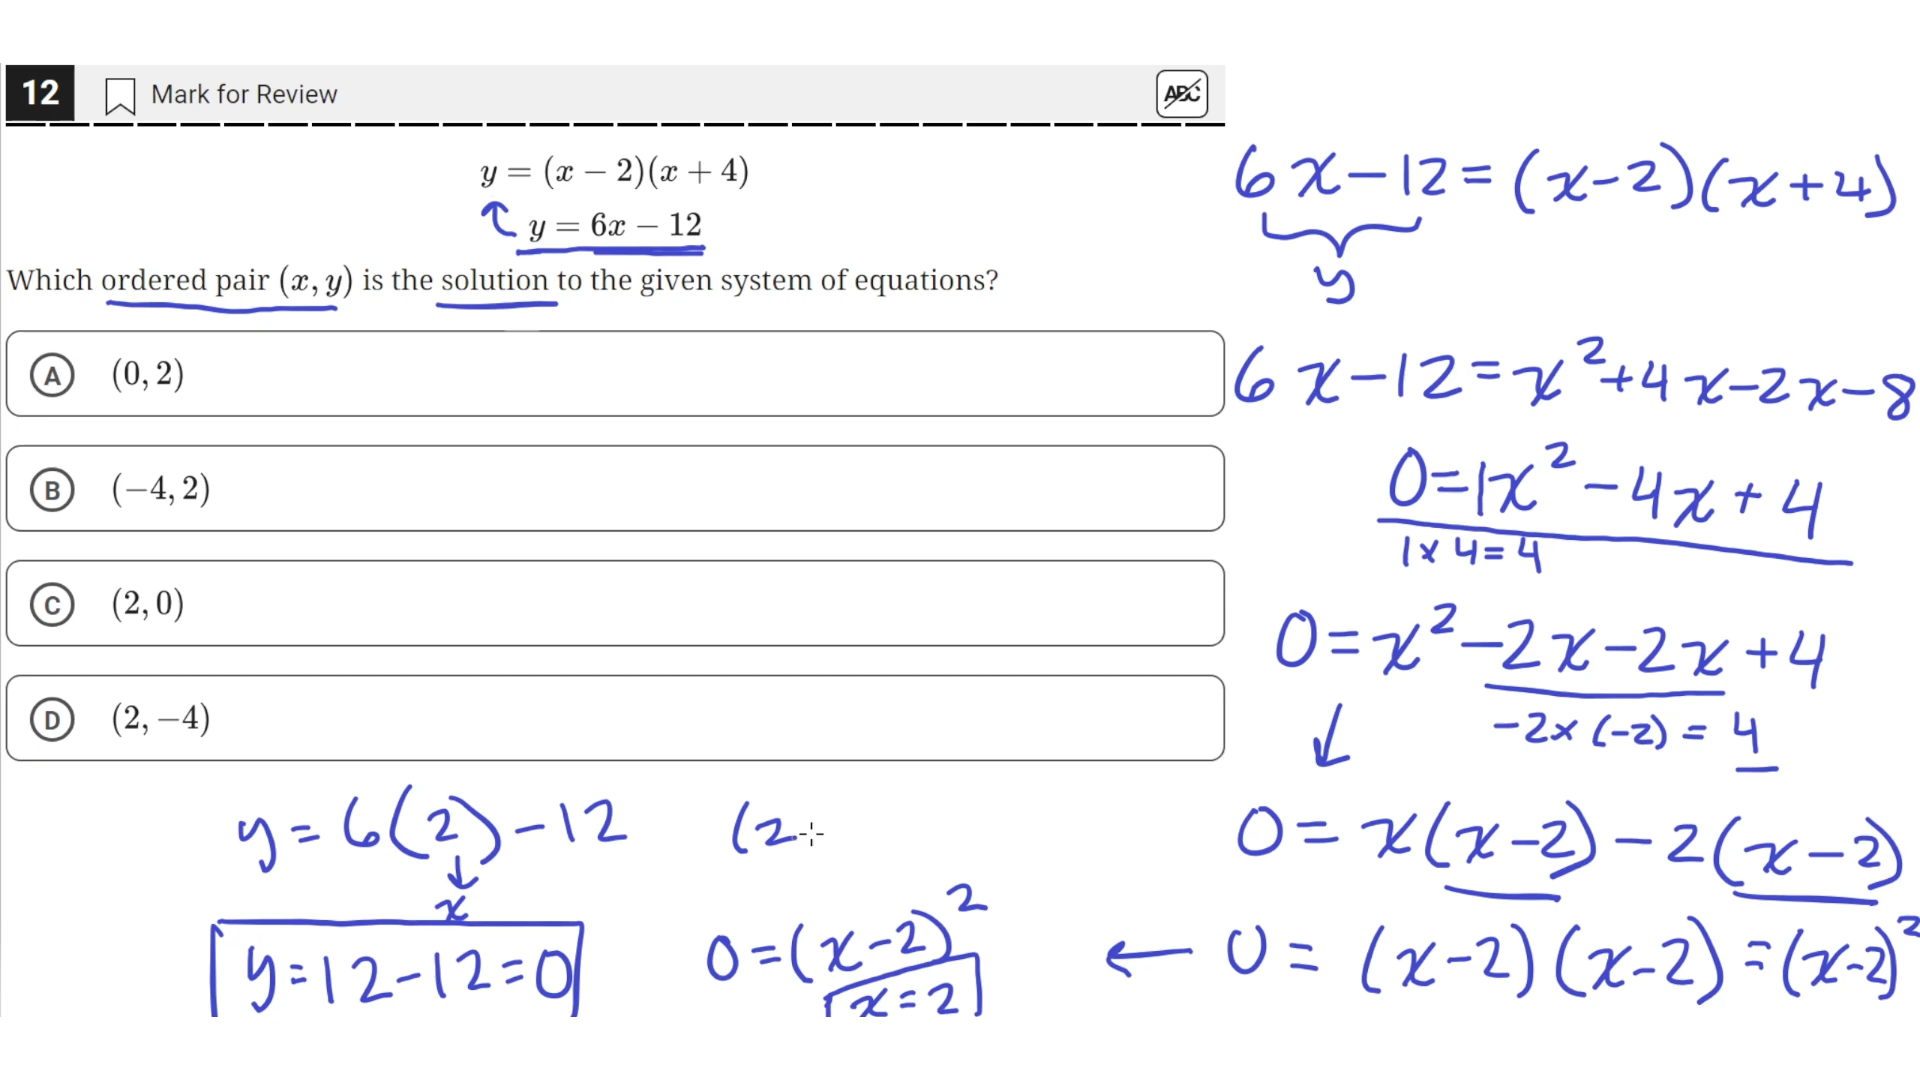 12 Mark for Review ABC
y = (x − 2)(x + 4)
y = 6x − 12
Which ordered pair (x, y) is the solution to the given system of equations?
A (0, 2)
B (−4, 2)
C (2, 0)
D (2, −4)
y = 6(2) − 12
x
y = 12 − 12 = 0
(2
6x − 12 = (x − 2)(x + 4)
y
6x − 12 = x² + 4x − 2x − 8
0 = 1x² − 4x + 4
1 × 4 = 4
0 = x² − 2x − 2x + 4
−2 × (−2) = 4
0 = x(x − 2) − 2(x − 2)
0 = (x − 2)(x − 2) = (x − 2)²
0 = (x − 2)²
x = 2